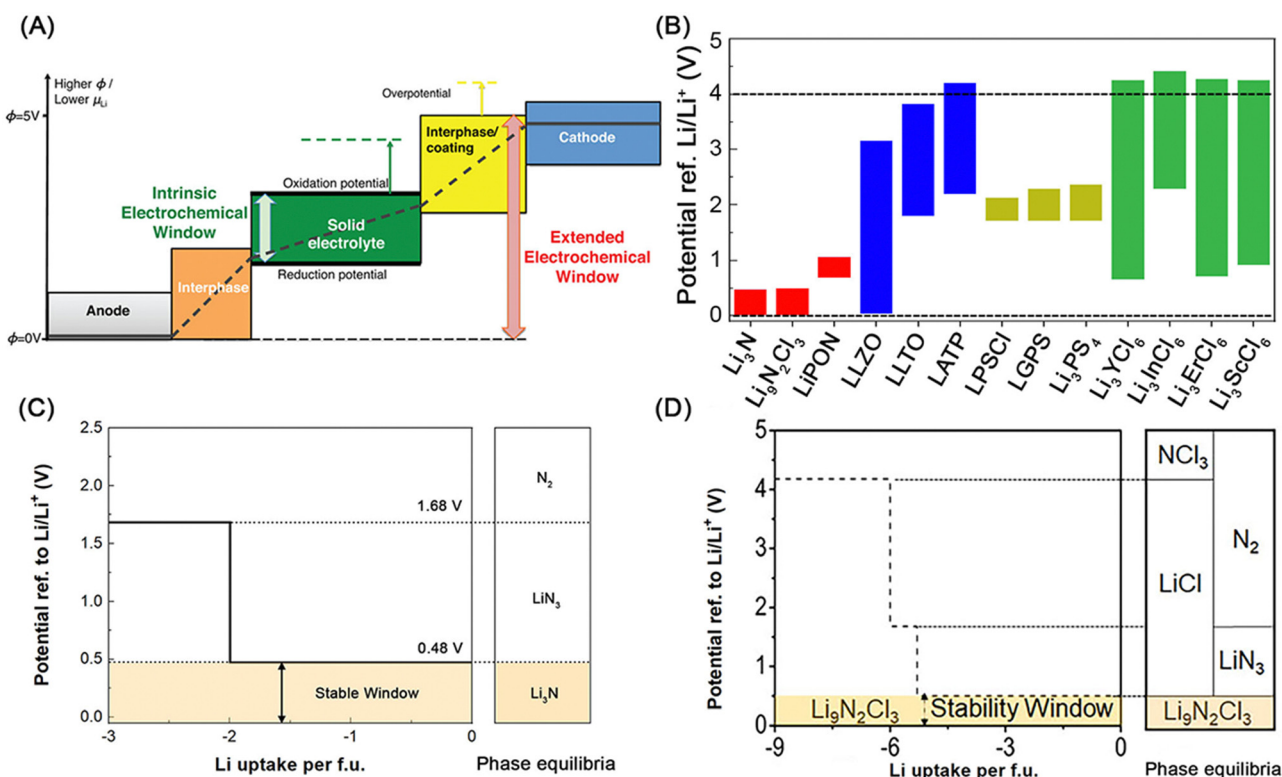 (A)
Higher ϕ /
Lower μLi
ϕ=5V
Overpotential
Interphase/
coating
Cathode
Oxidation potential
Intrinsic
Electrochemical
Window
Solid
electrolyte
Extended
Electrochemical
Window
Reduction potential
Interphase
Anode
ϕ=0V
(B)
Potential ref. Li/Li⁺ (V)
5
4
3
2
1
0
Li₃N
Li₉N₂Cl₃
LiPON
LLZO
LLTO
LATP
LPSCl
LGPS
Li₃PS₄
Li₃YCl₆
Li₃InCl₆
Li₃ErCl₆
Li₃ScCl₆
(C)
Potential ref. to Li/Li⁺ (V)
2.5
2.0
1.5
1.0
0.5
0.0
1.68 V
0.48 V
Stable Window
-3
-2
-1
0
Li uptake per f.u.
N₂
LiN₃
Li₃N
Phase equilibria
(D)
Potential ref. to Li/Li⁺ (V)
5
4
3
4
2
1
0
Li₉N₂Cl₃
Stability Window
-9
-6
-3
0
Li uptake per f.u.
NCl₃
N₂
LiCl
LiN₃
Li₉N₂Cl₃
Phase equilibria